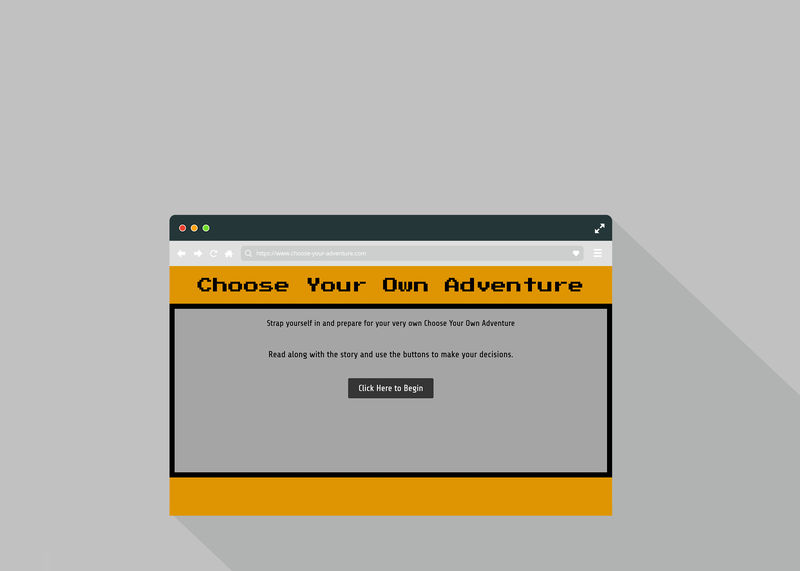 https://www.choose-your-adventure.com
Choose Your Own Adventure
Strap yourself in and prepare for your very own Choose Your Own Adventure
Read along with the story and use the buttons to make your decisions.
Click Here to Begin